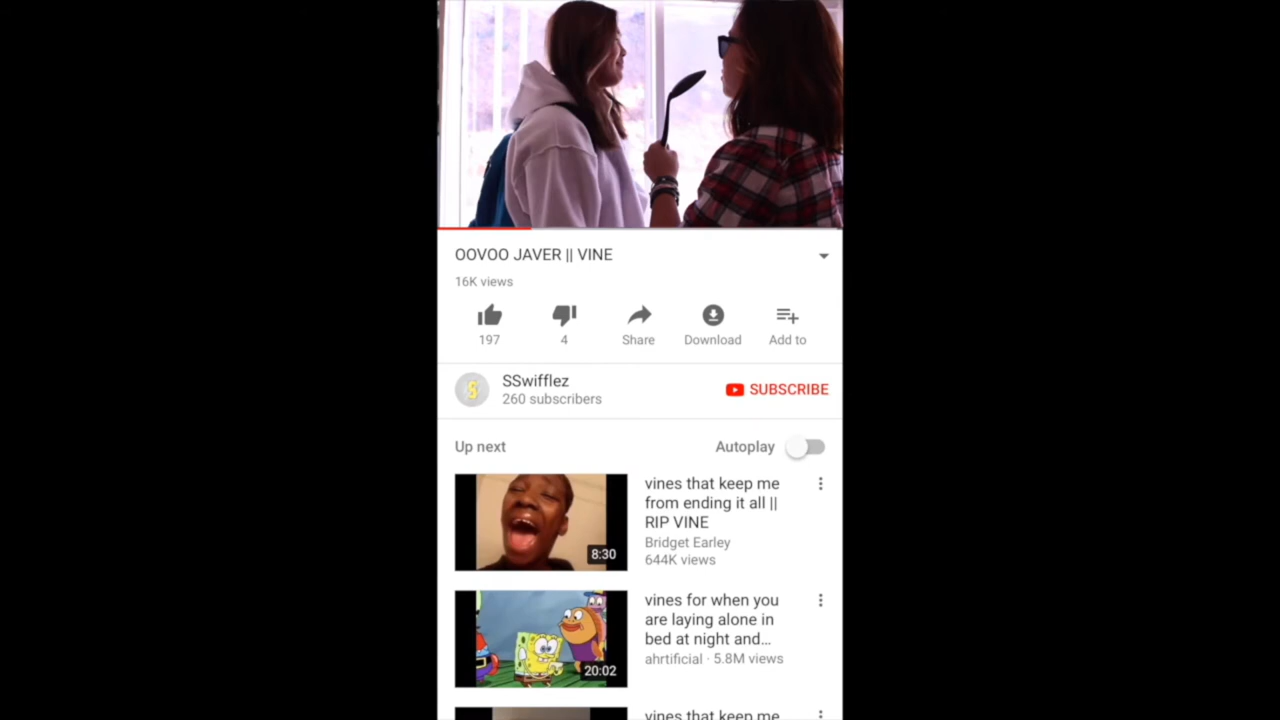 OOVOO JAVER || VINE
16K views
197
4
Share
Download
Add to
SSwifflez
260 subscribers
SUBSCRIBE
Up next
Autoplay
8:30
vines that keep me
from ending it all ||
RIP VINE
Bridget Earley
644K views
20:02
vines for when you
are laying alone in
bed at night and...
ahrtificial · 5.8M views
vines that keep me